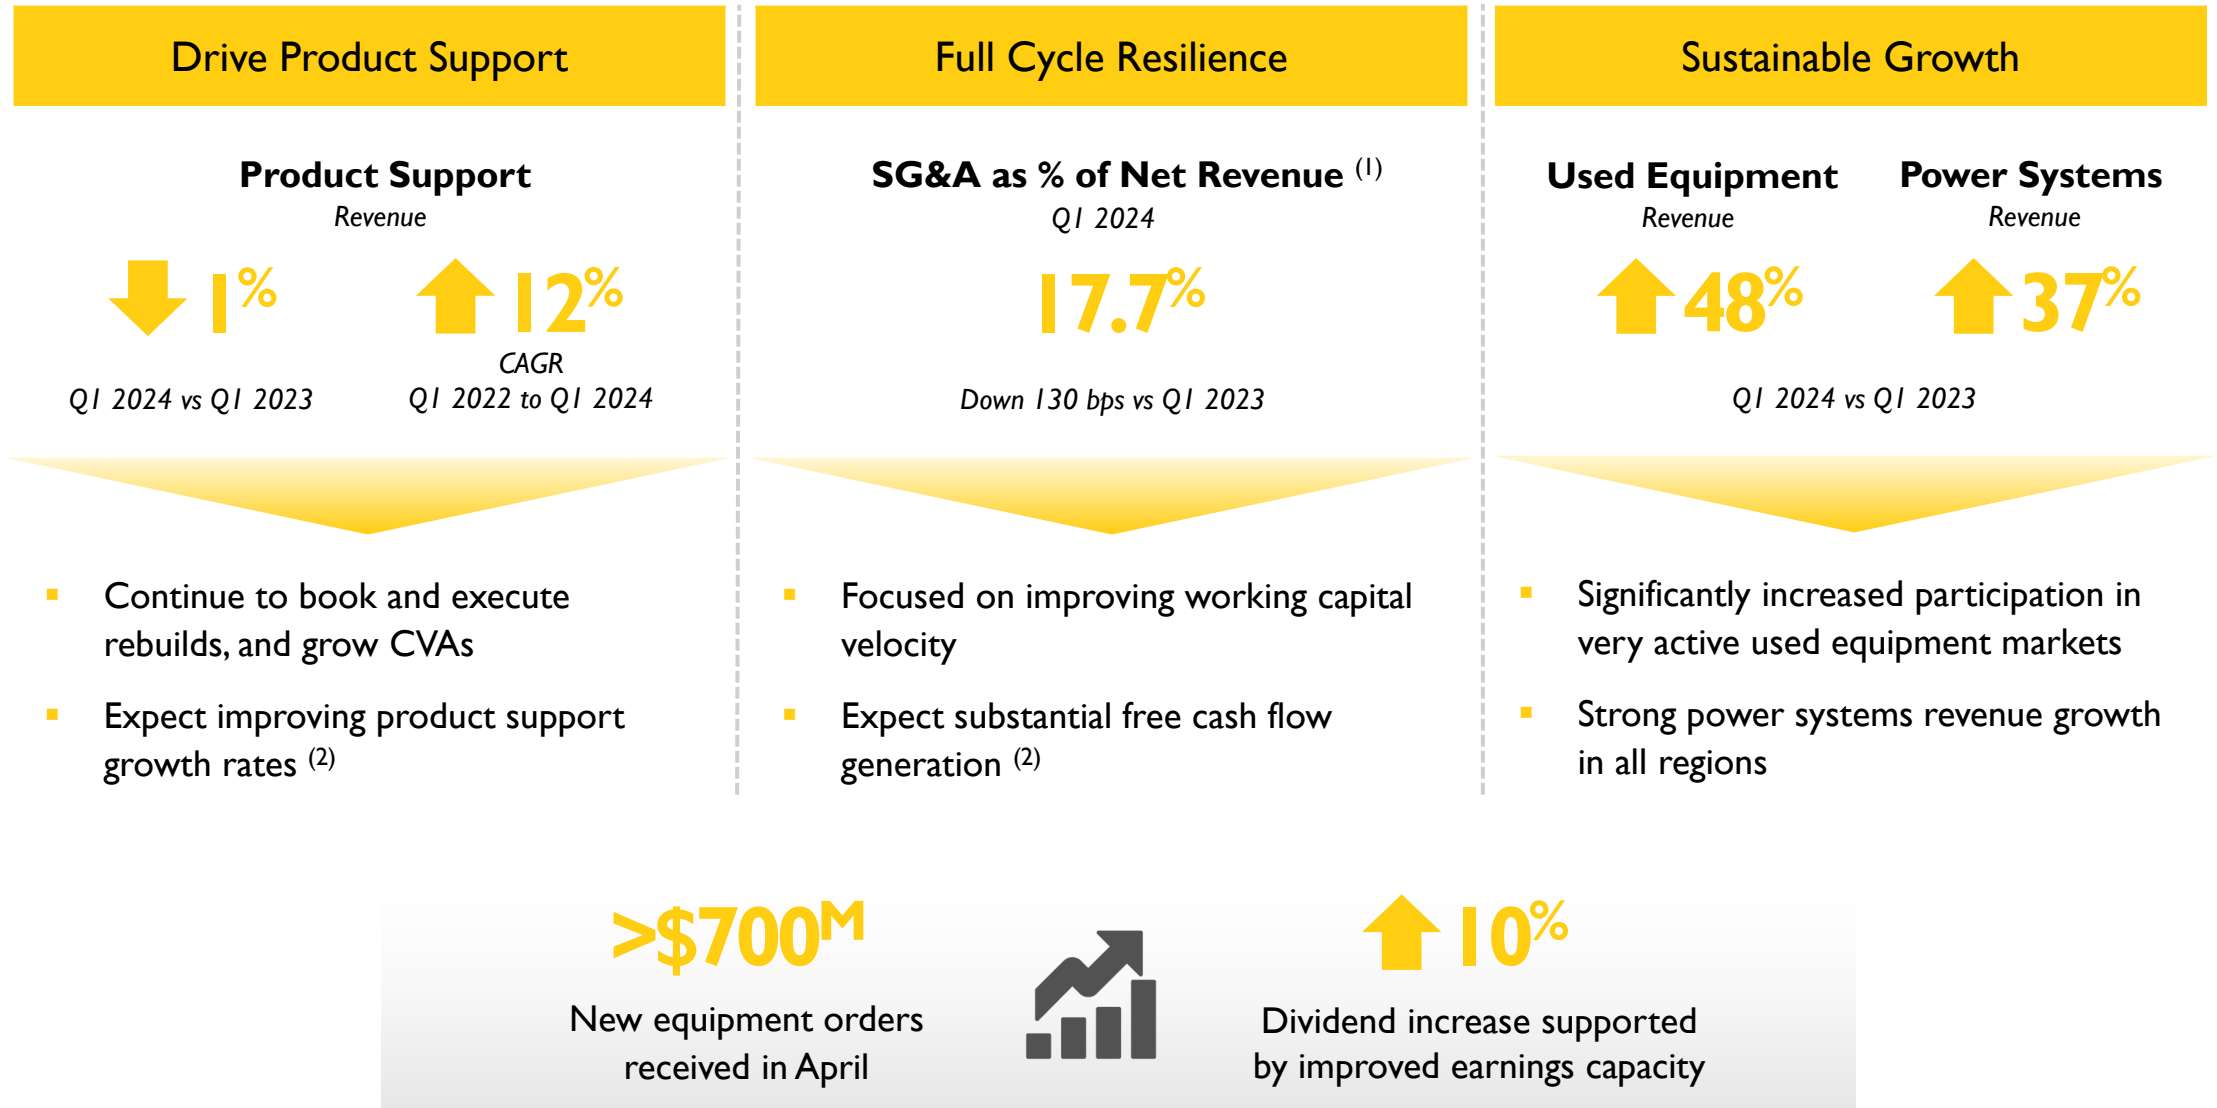 Drive Product Support
Product Support
Revenue
1%
12%
CAGR
Q1 2024 vs Q1 2023
Q1 2022 to Q1 2024
Continue to book and execute
rebuilds, and grow CVAs
Expect improving product support
growth rates (2)
Full Cycle Resilience
SG&A as % of Net Revenue (1)
Q1 2024
17.7%
Down 130 bps vs Q1 2023
Focused on improving working capital
velocity
Expect substantial free cash flow
generation (2)
Sustainable Growth
Used Equipment
Revenue
48%
Power Systems
Revenue
37%
Q1 2024 vs Q1 2023
Significantly increased participation in
very active used equipment markets
Strong power systems revenue growth
in all regions
>$700M
New equipment orders
received in April
10%
Dividend increase supported
by improved earnings capacity